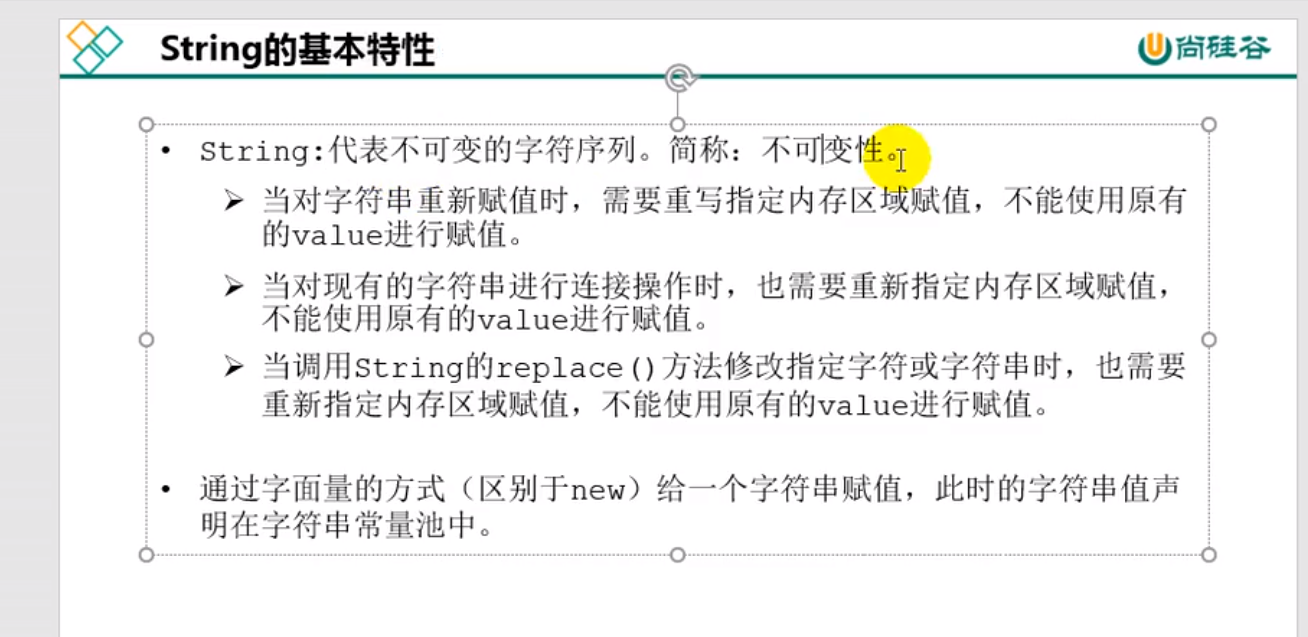 String的基本特性
尚硅谷
• String:代表不可变的字符序列。简称：不可变性。
➢ 当对字符串重新赋值时，需要重写指定内存区域赋值，不能使用原有
的value进行赋值。
➢ 当对现有的字符串进行连接操作时，也需要重新指定内存区域赋值，
不能使用原有的value进行赋值。
➢ 当调用String的replace()方法修改指定字符或字符串时，也需要
重新指定内存区域赋值，不能使用原有的value进行赋值。
• 通过字面量的方式（区别于new）给一个字符串赋值，此时的字符串值声
明在字符串常量池中。